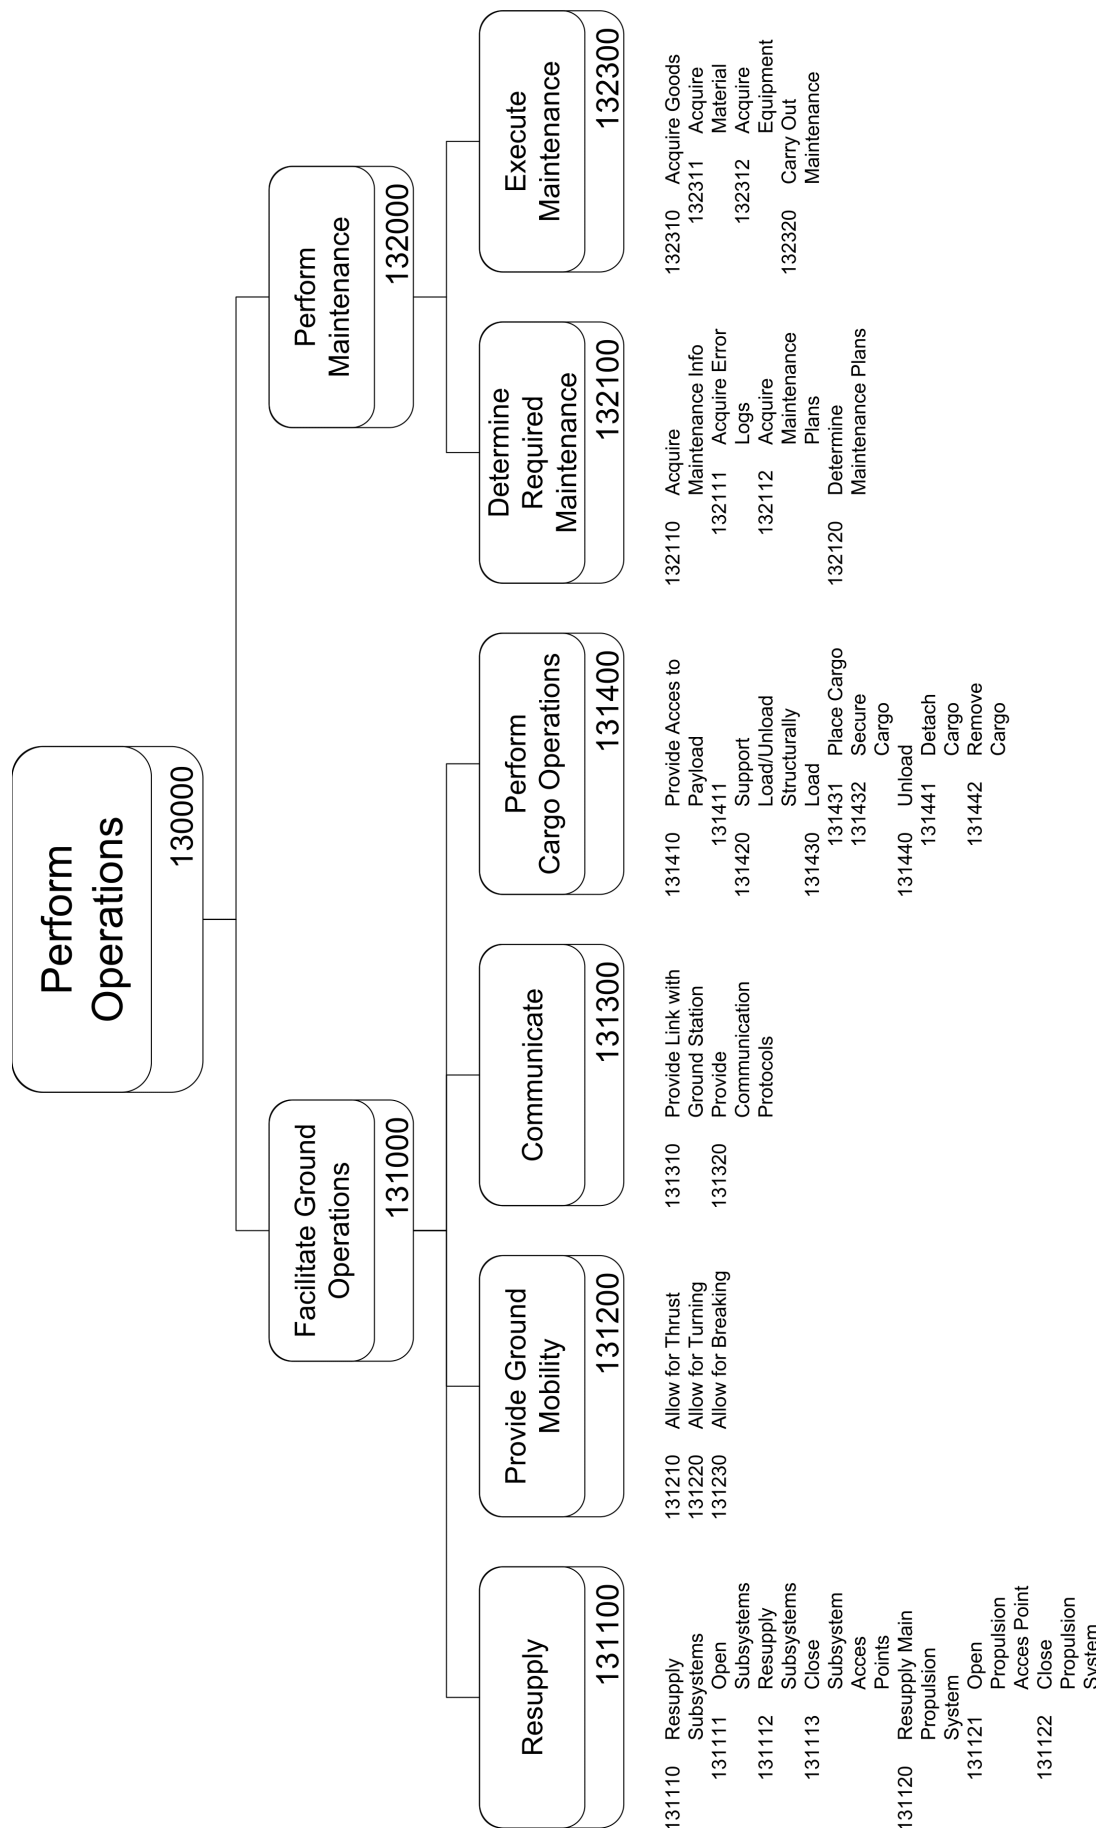 Perform
Operations
130000
Facilitate Ground
Operations
131000
Perform
Maintenance
132000
Resupply
131100
Provide Ground
Mobility
131200
Communicate
131300
Perform
Cargo Operations
131400
Determine
Required
Maintenance
132100
Execute
Maintenance
132300
131110 Resupply
Subsystems
131111 Open
Subsystems
131112 Resupply
Subsystems
131113 Close
Subsystem
Acces
Points
131120 Resupply Main
Propulsion
System
131121 Open
Propulsion
Acces Point
131122 Close
Propulsion
System
131210 Allow for Thrust
131220 Allow for Turning
131230 Allow for Breaking
131310 Provide Link with
Ground Station
131320 Provide
Communication
Protocols
131410 Provide Acces to
Payload
131411
131420 Support
Load/Unload
Structurally
131430 Load
131431 Place Cargo
131432 Secure
Cargo
131440 Unload
131441 Detach
Cargo
131442 Remove
Cargo
132110 Acquire
Maintenance Info
132111 Acquire Error
Logs
132112 Acquire
Maintenance
Plans
132120 Determine
Maintenance Plans
132310 Acquire Goods
132311 Acquire
Material
132312 Acquire
Equipment
132320 Carry Out
Maintenance